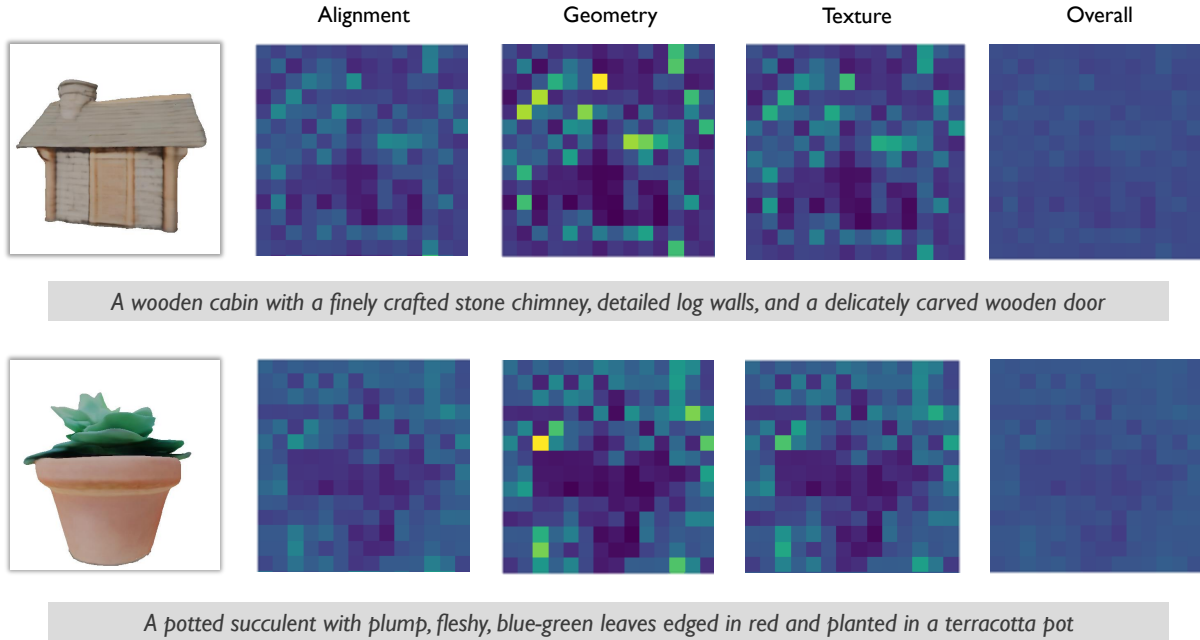 Alignment Geometry Texture Overall
A wooden cabin with a finely crafted stone chimney, detailed log walls, and a delicately carved wooden door
A potted succulent with plump, fleshy, blue-green leaves edged in red and planted in a terracotta pot